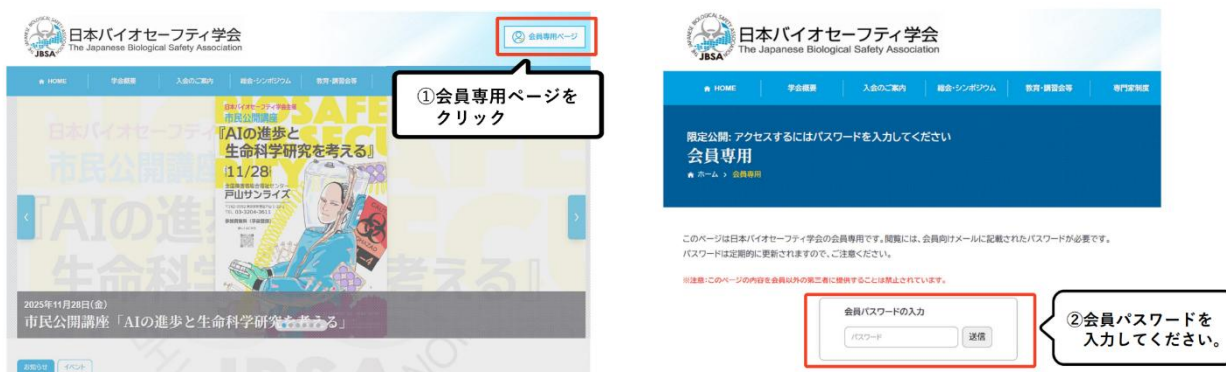 日本バイオセーフティ学会
The Japanese Biological Safety Association
JBSA
会員専用ページ
HOME
学会概要
入会のご案内
総会・シンポジウム
教育・講習会等
①会員専用ページを
クリック
日本バイオセーフティ学会主催
市民公開講座
『AIの進歩と
生命科学研究を考える』
11/28
戸山サンライズ
2025年11月28日(金)
市民公開講座「AIの進歩と生命科学研究を考える」
お知らせ
イベント
日本バイオセーフティ学会
The Japanese Biological Safety Association
JBSA
HOME
学会概要
入会のご案内
総会・シンポジウム
教育・講習会等
専門家制度
限定公開: アクセスするにはパスワードを入力してください
会員専用
ホーム › 会員専用
このページは日本バイオセーフティ学会の会員専用です。閲覧には、会員向けメールに記載されたパスワードが必要です。
パスワードは定期的に更新されますので、ご注意ください。
※注意:このページの内容を会員以外の第三者に提供することは禁止されています。
会員パスワードの入力
パスワード
送信
②会員パスワードを
入力してください。